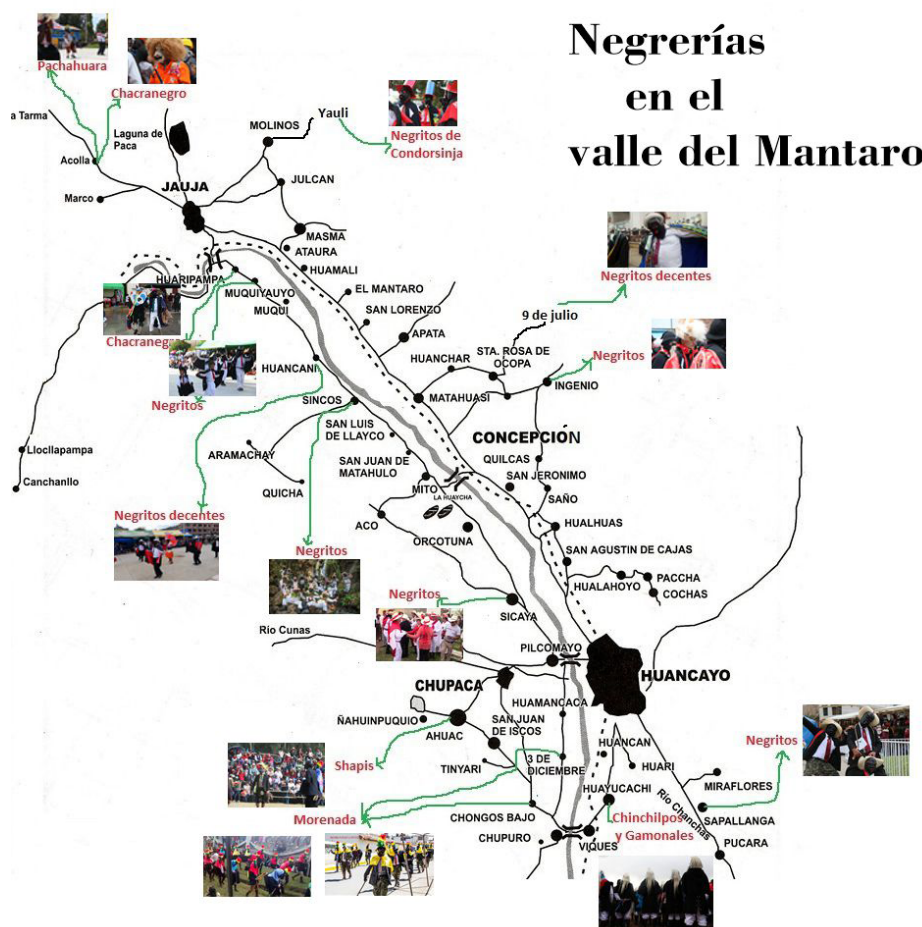 Negrerías
en el
valle del Mantaro
Pachahuara
Chacranegro
a Tarma
Laguna de
Paca
MOLINOS
Yauli
Negritos de
Condorsinja
Acolla
Marco
JAUJA
JULCAN
MASMA
ATAURA
HUAMALI
HUARIPAMPA
MUQUIYAUYO
MUQUI
EL MANTARO
SAN LORENZO
APATA
Negritos decentes
9 de julio
Chacranegas
HUANCHAR
STA. ROSA DE
OCOPA
Negritos
INGENIO
HUANCANI
Negritos
SINCOS
MATAHUASI
SAN LUIS
DE LLAYCO
ARAMACHAY
SAN JUAN DE
MATAHULO
QUICHA
CONCEPCIÓN
QUILCAS
SAN JERONIMO
SAÑO
Llocllapampa
Canchanllo
MITO
LA HUAYCHA
ACO
ORCOTUNA
HUALHUAS
Negritos decentes
Negritos
SAN AGUSTIN DE CAJAS
HUALAHOYO
PACCHA
COCHAS
Negritos
SICAYA
Río Cunas
PILCOMAYO
HUANCAYO
CHUPACA
HUAMANCACA
ÑAHUINPUQUIO
AHUAC
SAN JUAN
DE ISCOS
Shapis
TINYARI
3 DE
DICIEMBRE
HUANCAN
HUARI
Negritos
MIRAFLORES
Río Chanchas
SAPALLANGA
HUAYUCACHI
Morenada
CHONGOS BAJO
Chinchilpos
y Gamonales
CHUPURO
VIQUES
PUCARA